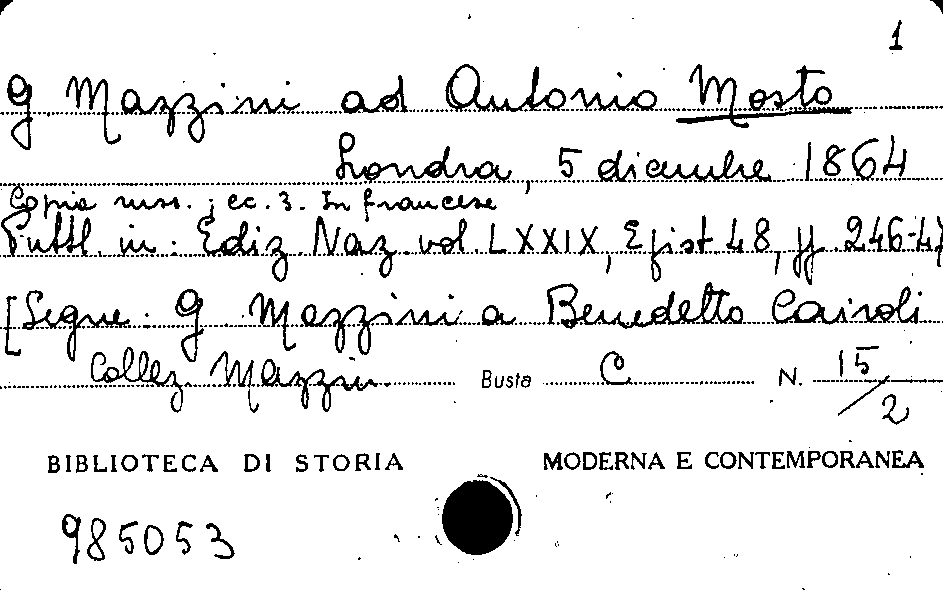 1
G Mazzini ad Antonio Mosto
Londra, 5 dicembre 1864
Copia mss. ; cc. 3. In francese
Pubbl. in: Ediz. Naz. vol. LXXIX, Epist. 48, pp. 246-47
[Segue: G. Mazzini a Benedetto Cairoli
Collez. Mazzini Busta C N. 15/2
BIBLIOTECA DI STORIA MODERNA E CONTEMPORANEA
985053